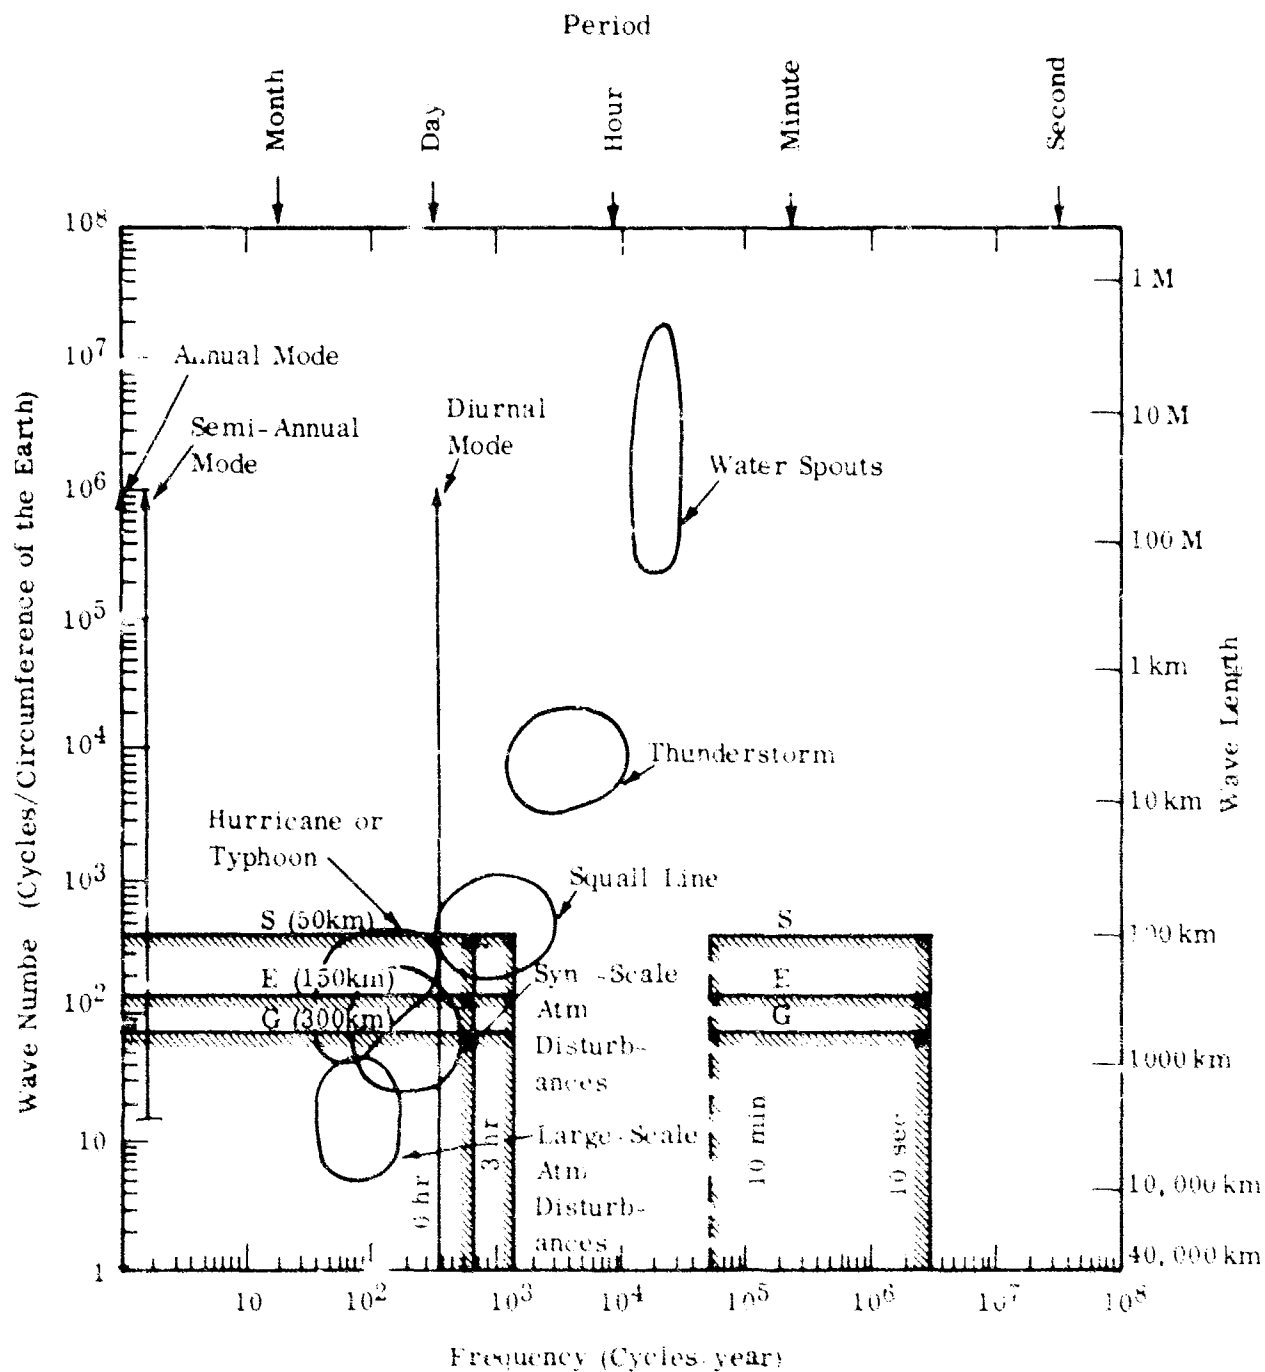 Period
Month
Day
Hour
Minute
Second
10⁸
10⁷
10⁶
10⁵
10⁴
10³
10²
10
1
Wave Numbe (Cycles/Circumference of the Earth)
1 M
10 M
100 M
1 km
10 km
100 km
1000 km
10,000 km
40,000 km
Wave Length
Annual Mode
Semi-Annual
Mode
Diurnal
Mode
Water Spouts
Thunderstorm
Hurricane or
Typhoon
Squall Line
S (50km)
E (150km)
G (300km)
S
E
G
Syn -Scale
Atm
Disturb-
ances
Large-Scale
Atm
Disturb-
ances
6 hr
3 hr
10 min
10 sec
10
10²
10³
10⁴
10⁵
10⁶
10⁷
10⁸
Frequency (Cycles year)